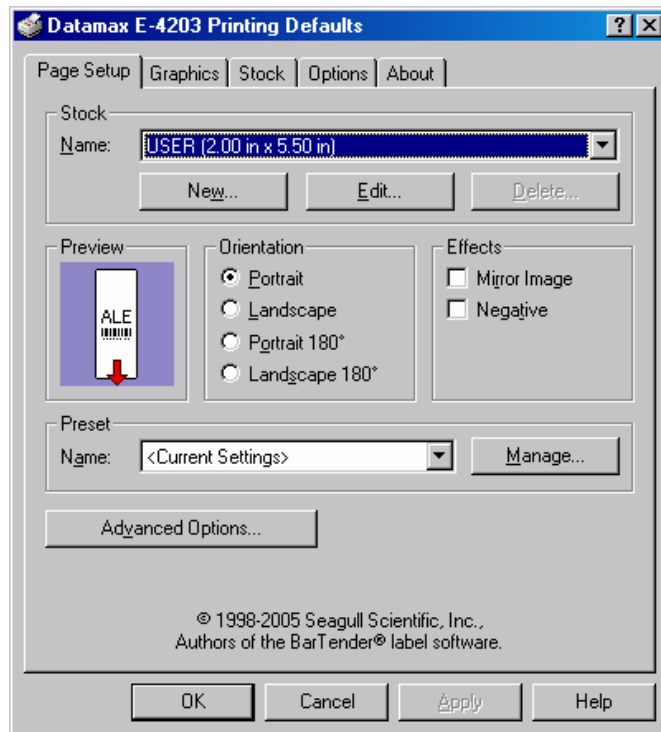 Datamax E-4203 Printing Defaults
Page Setup Graphics Stock Options About
Stock
Name: USER (2.00 in x 5.50 in)
New... Edit... Delete...
Preview
ALE
Orientation
Portrait
Landscape
Portrait 180°
Landscape 180°
Effects
Mirror Image
Negative
Preset
Name: <Current Settings> Manage...
Advanced Options...
© 1998-2005 Seagull Scientific, Inc.,
Authors of the BarTender® label software.
OK Cancel Apply Help